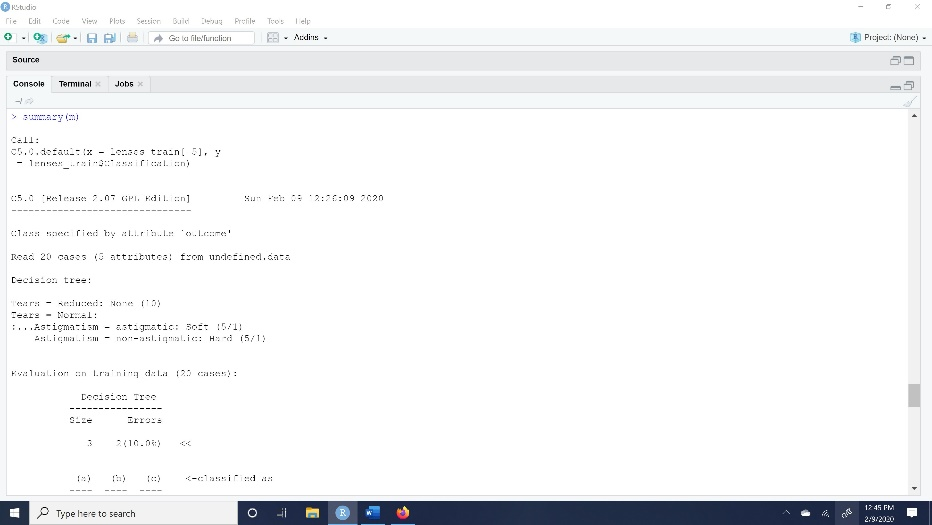 RStudio
File Edit Code View Plots Session Build Debug Profile Tools Help
Go to file/function Addins Project: (None)
Source
Console Terminal × Jobs ×
~/
> summary(m)
Call:
C5.0.default(x = lenses_train[-5], y
= lenses_train$Classification)
C5.0 [Release 2.07 GPL Edition] Sun Feb 09 12:26:09 2020
-------------------------------
Class specified by attribute `outcome'
Read 20 cases (5 attributes) from undefined.data
Decision tree:
Tears = Reduced: None (10)
Tears = Normal:
:...Astigmatism = astigmatic: Soft (5/1)
Astigmatism = non-astigmatic: Hard (5/1)
Evaluation on training data (20 cases):
Decision Tree
----------------
Size Errors
3 2(10.0%) <<
(a) (b) (c) <-classified as
---- ---- ----
Type here to search
12:45 PM
2/9/2020